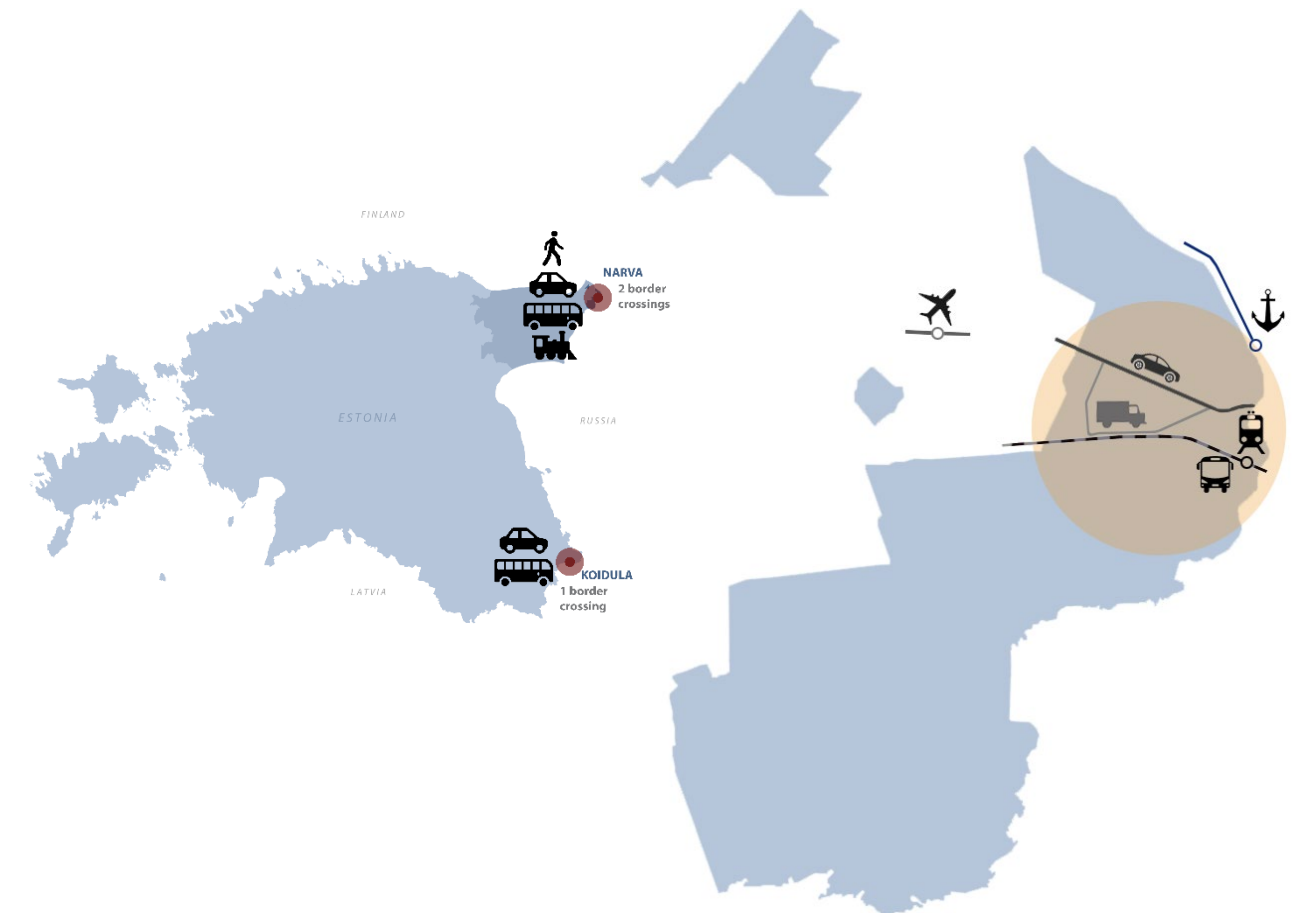 FINLAND
NARVA
2 border
crossings
ESTONIA
RUSSIA
KOIDULA
1 border
crossing
LATVIA